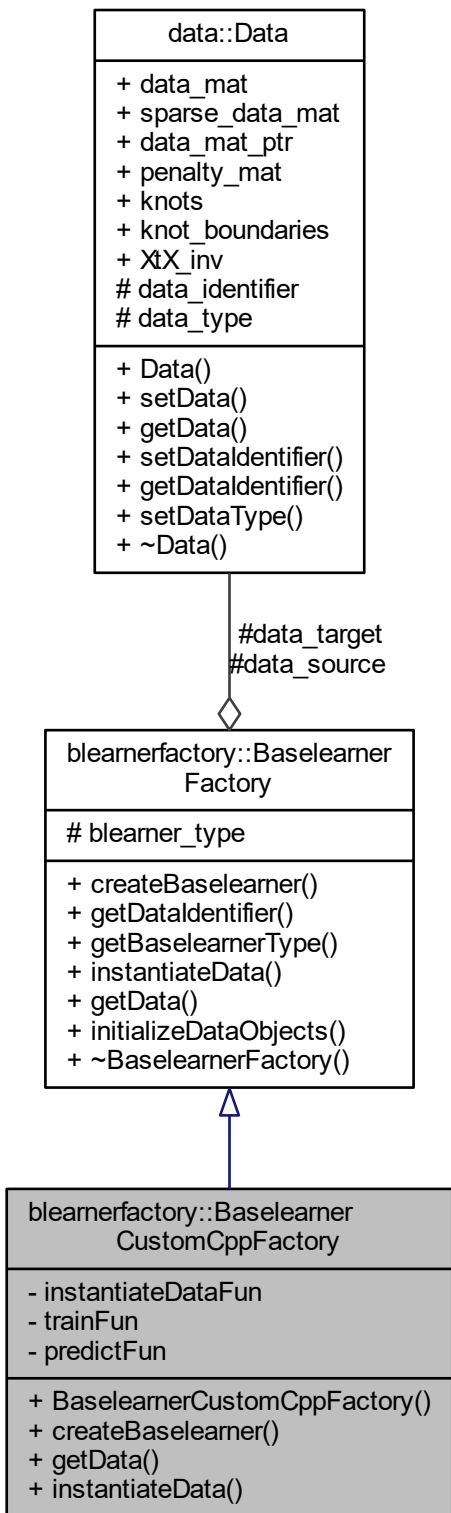 data::Data
+ data_mat
+ sparse_data_mat
+ data_mat_ptr
+ penalty_mat
+ knots
+ knot_boundaries
+ XtX_inv
# data_identifier
# data_type
+ Data()
+ setData()
+ getData()
+ setDataIdentifier()
+ getDataIdentifier()
+ setDataType()
+ ~Data()
#data_target
#data_source
blearnerfactory::Baselearner
Factory
# blearner_type
+ createBaselearner()
+ getDataIdentifier()
+ getBaselearnerType()
+ instantiateData()
+ getData()
+ initializeDataObjects()
+ ~BaselearnerFactory()
blearnerfactory::Baselearner
CustomCppFactory
- instantiateDataFun
- trainFun
- predictFun
+ BaselearnerCustomCppFactory()
+ createBaselearner()
+ getData()
+ instantiateData()